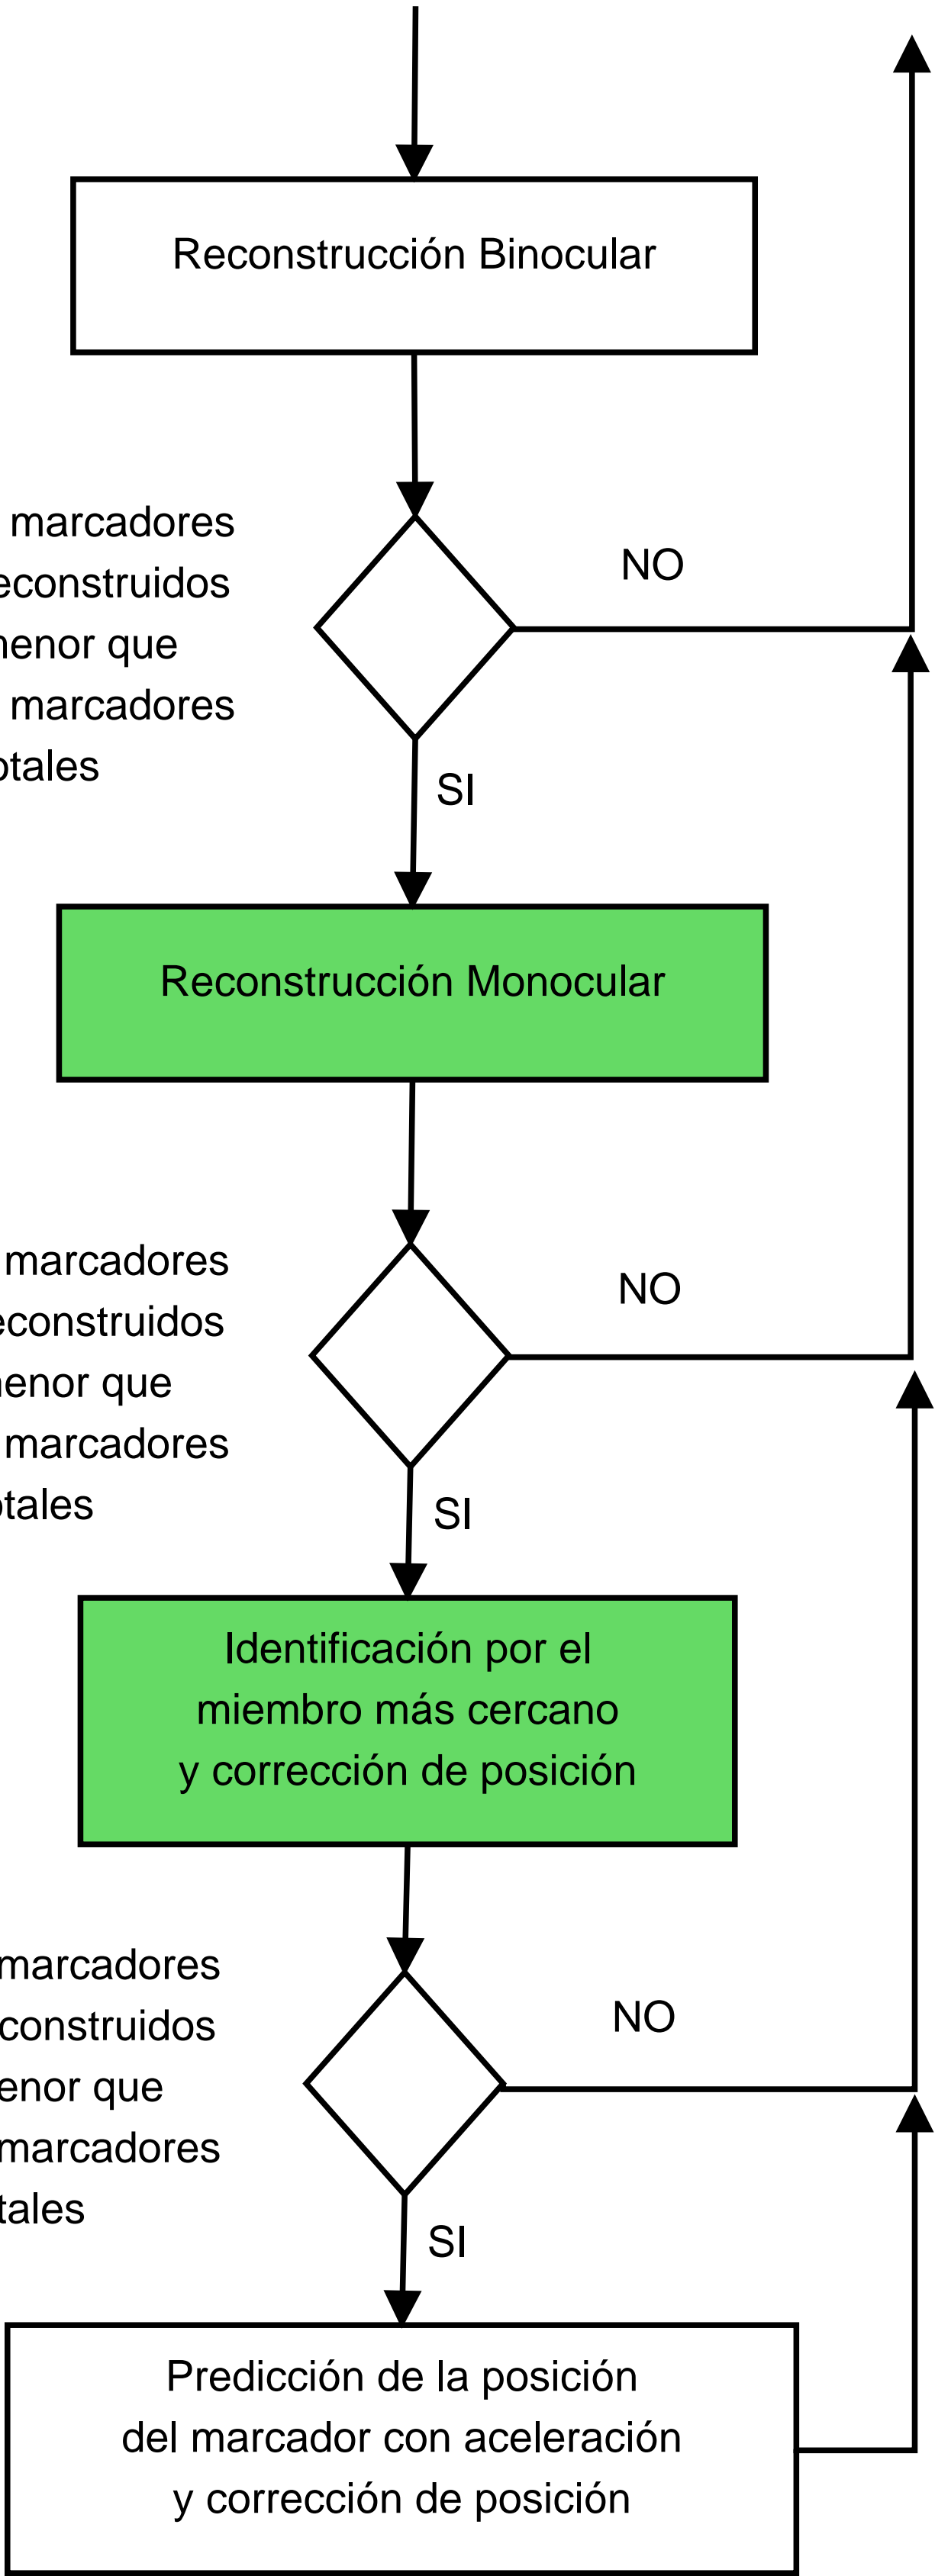 Reconstrucción Binocular
marcadores
NO
econstruidos
menor que
marcadores
otales
SI
Reconstrucción Monocular
marcadores
NO
econstruidos
menor que
marcadores
otales
SI
Identificación por el
miembro más cercano
y corrección de posición
marcadores
NO
construidos
enor que
marcadores
tales
SI
Predicción de la posición
del marcador con aceleración
y corrección de posición